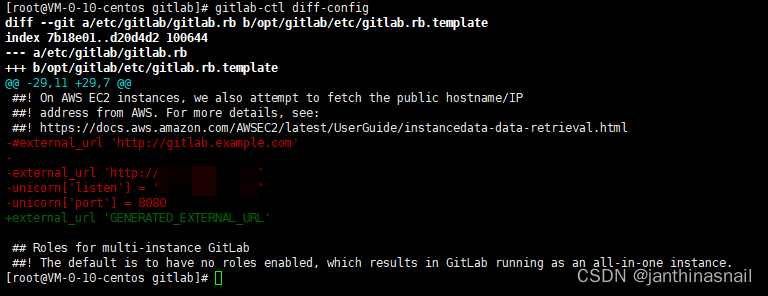 [root@VM-0-10-centos gitlab]# gitlab-ctl diff-config
diff --git a/etc/gitlab/gitlab.rb b/opt/gitlab/etc/gitlab.rb.template
index 7b18e01..d20d4d2 100644
--- a/etc/gitlab/gitlab.rb
+++ b/opt/gitlab/etc/gitlab.rb.template
@@ -29,11 +29,7 @@
 ##! On AWS EC2 instances, we also attempt to fetch the public hostname/IP
 ##! address from AWS. For more details, see:
 ##! https://docs.aws.amazon.com/AWSEC2/latest/UserGuide/instancedata-data-retrieval.html
-#external_url 'http://gitlab.example.com'
-
-external_url 'http:// '
-unicorn['listen'] = ' '
-unicorn['port'] = 8080
+external_url 'GENERATED_EXTERNAL_URL'
 ## Roles for multi-instance GitLab
 ##! The default is to have no roles enabled, which results in GitLab running as an all-in-one instance.
[root@VM-0-10-centos gitlab]#
CSDN @janthinasnail